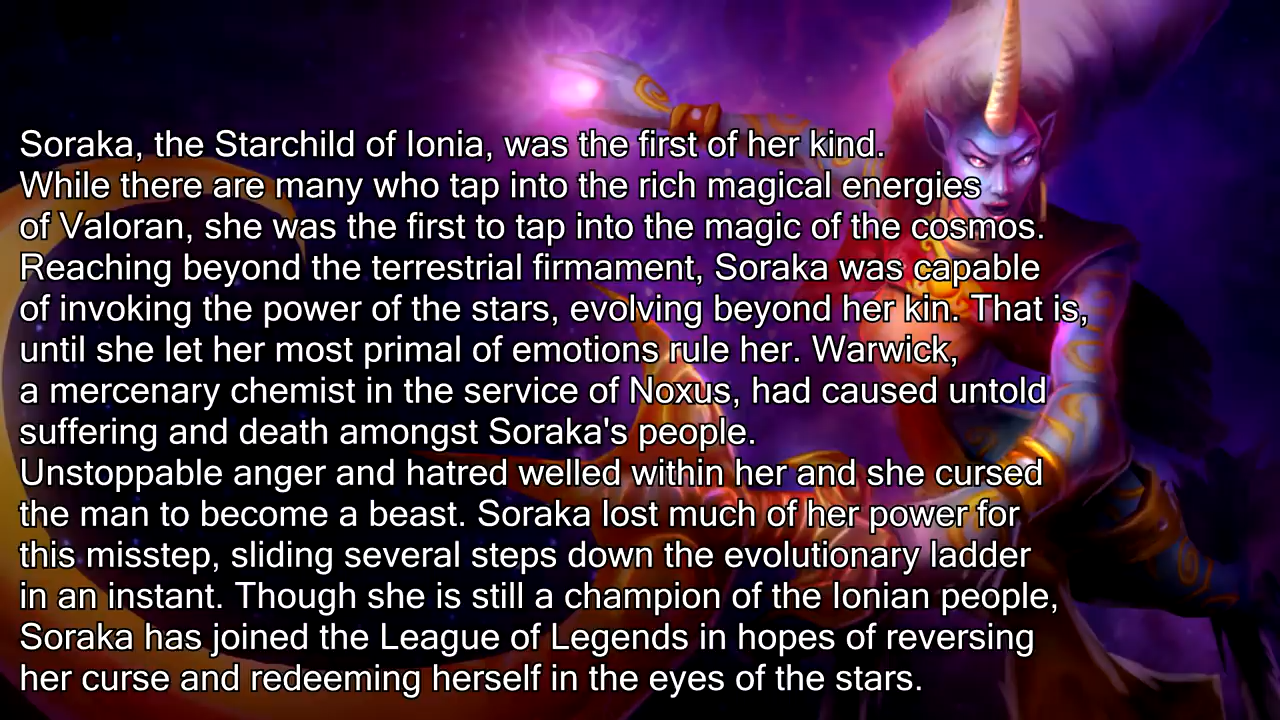 Soraka, the Starchild of Ionia, was the first of her kind.
While there are many who tap into the rich magical energies
of Valoran, she was the first to tap into the magic of the cosmos.
Reaching beyond the terrestrial firmament, Soraka was capable
of invoking the power of the stars, evolving beyond her kin. That is,
until she let her most primal of emotions rule her. Warwick,
a mercenary chemist in the service of Noxus, had caused untold
suffering and death amongst Soraka's people.
Unstoppable anger and hatred welled within her and she cursed
the man to become a beast. Soraka lost much of her power for
this misstep, sliding several steps down the evolutionary ladder
in an instant. Though she is still a champion of the Ionian people,
Soraka has joined the League of Legends in hopes of reversing
her curse and redeeming herself in the eyes of the stars.